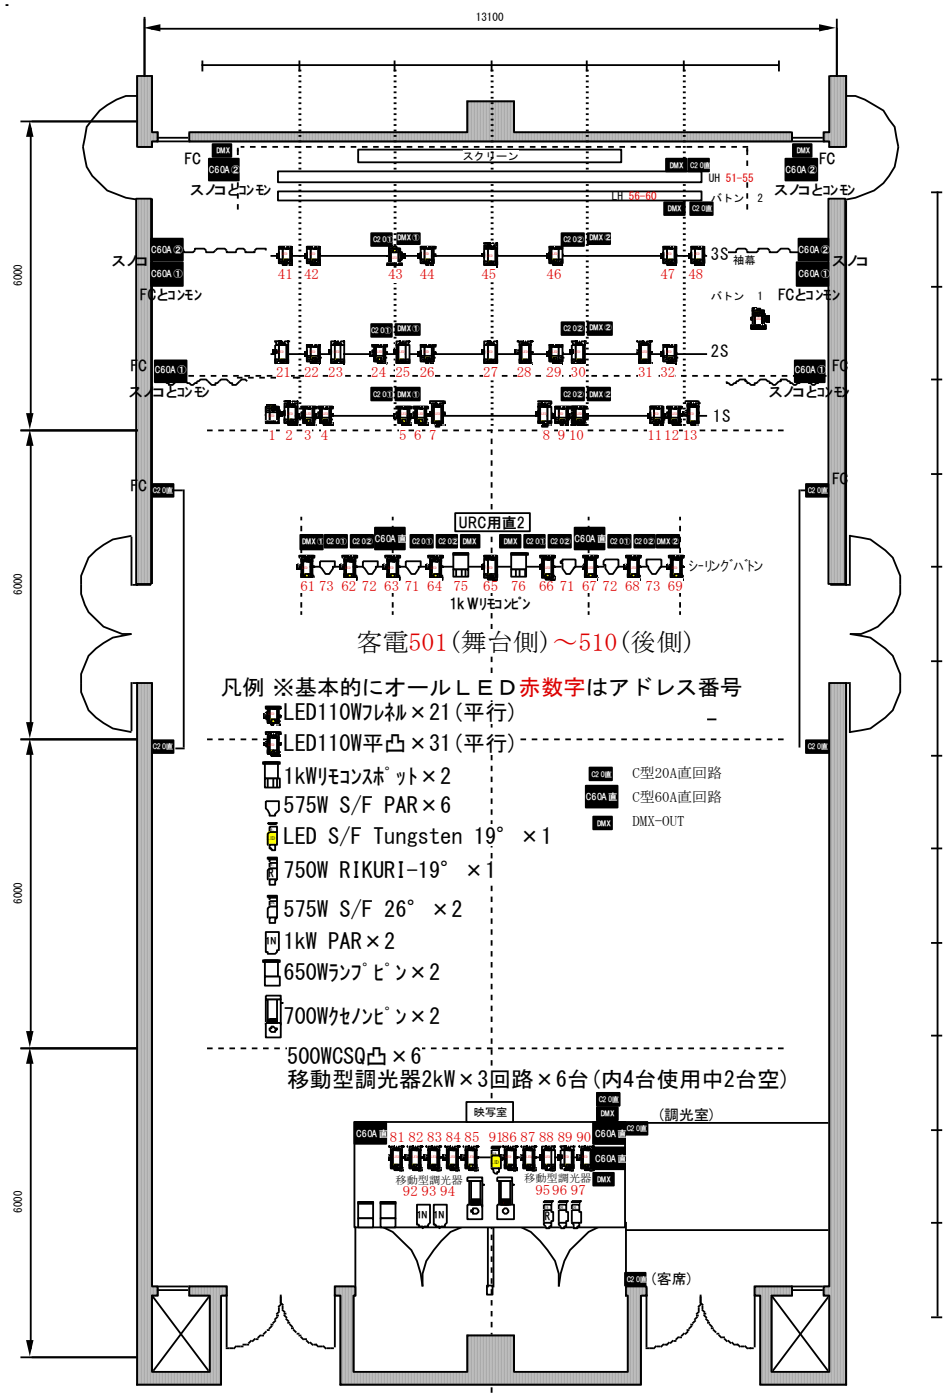 13100
FC DMX
C60A②
スノコとコンモン
スクリーン
DMX C20直
UH 51-55
LH 56-60
バトン 2
DMX C20直
DMX FC
C60A②
スノコとコンモン
6000
C60A②
スノコ
C60A①
FCとコンモン
C20① DMX①
C20② DMX②
41 42 43 44 45 46 47 48
3S
袖幕
C60A②
スノコ
C60A①
FCとコンモン
バトン 1
C20① DMX①
C20② DMX②
21 22 23 24 25 26 27 28 29 30 31 32
2S
FC
C60A①
スノコとコンモン
FC
C60A①
スノコとコンモン
C20① DMX①
C20② DMX②
1 2 3 4 5 6 7 8 9 10 11 12 13
1S
FC C20直
C20直 FC
6000
URC用直2
DMX① C20① C20② C60A直 C20① C20② DMX DMX C20① C20② C60A直 C20① C20② DMX②
シーリングバトン
61 73 62 72 63 71 64 75 65 76 66 71 67 72 68 73 69
1kWリモコンピン
客電501(舞台側)～510(後側)
凡例 ※基本的にオールＬＥＤ赤数字はアドレス番号
LED110Wフレネル×21(平行)
LED110W平凸×31(平行)
C20直
C20直
1kWリモコンスポット×2
575W S/F PAR×6
LED S/F Tungsten 19° ×1
750W RIKURI-19° ×1
575W S/F 26° ×2
1N 1kW PAR×2
650Wランプピン×2
700Wクセノンピン×2
500WCSQ凸×6
移動型調光器2kW×3回路×6台(内4台使用中2台空)
C20直 C型20A直回路
C60A直 C型60A直回路
DMX DMX-OUT
6000
6000
映写室
C20直
DMX
(調光室)
C60A直
C60A直 C20直
81 82 83 84 85 91 86 87 88 89 90
C60A直
移動型調光器
92 93 94
移動型調光器
95 96 97
DMX
1N 1N
R
C20直 (客席)